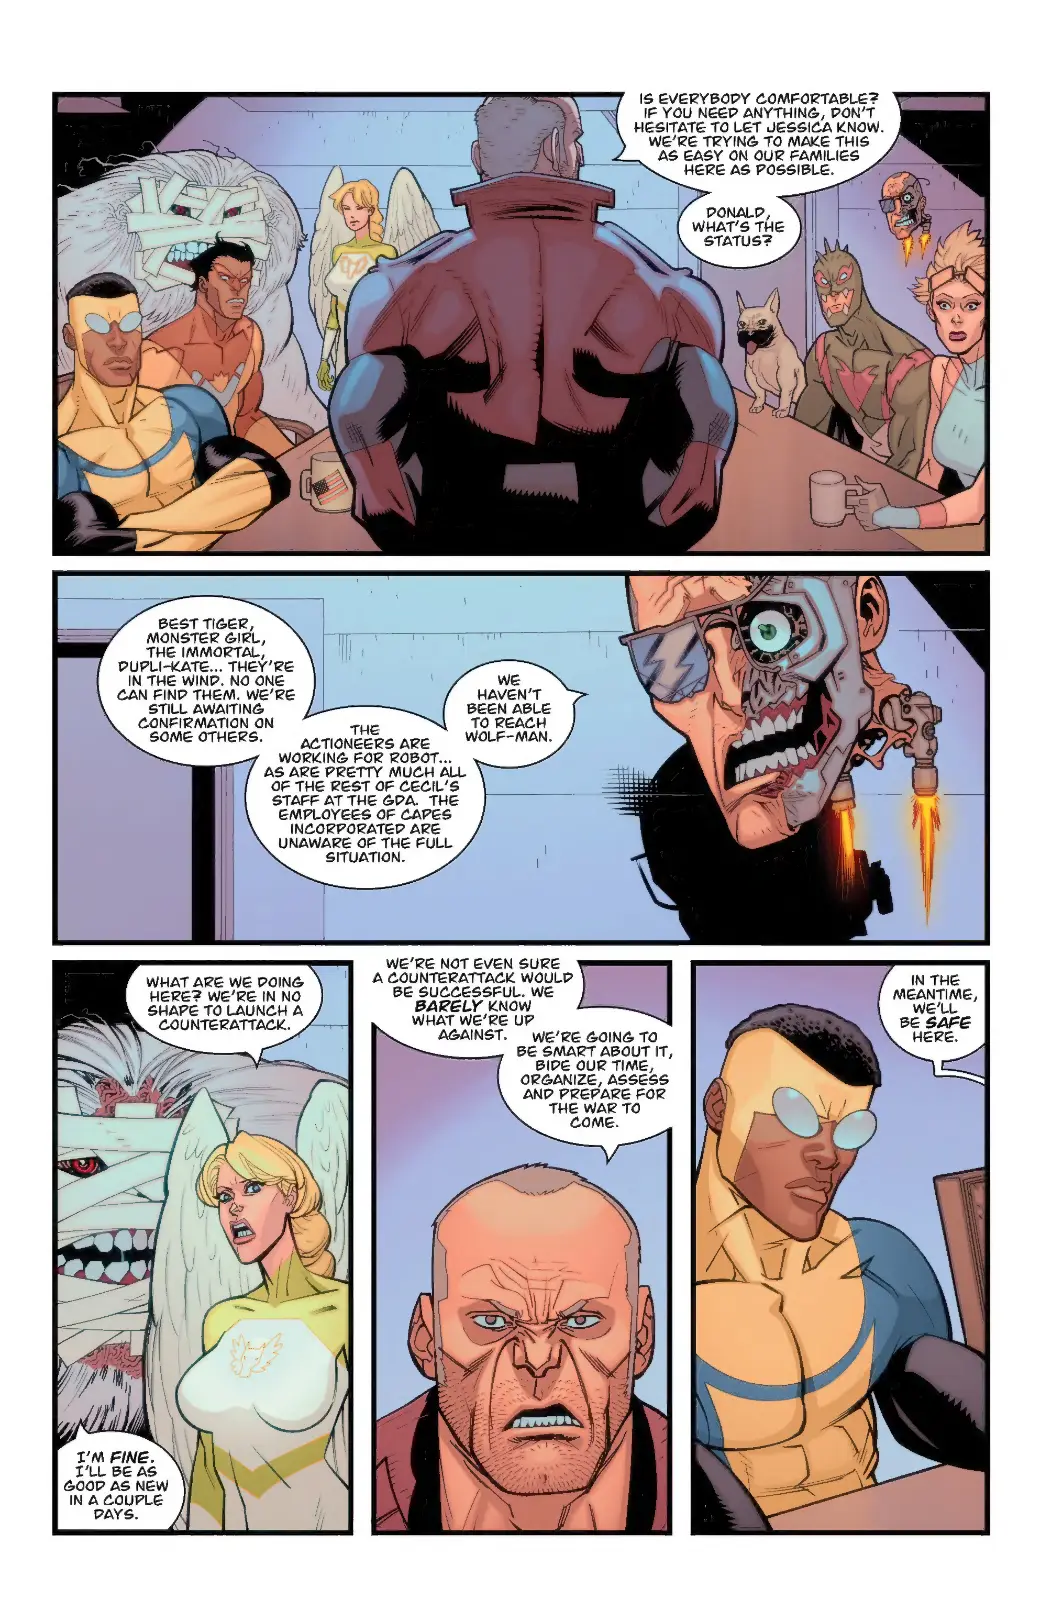 IS EVERYBODY COMFORTABLE?
IF YOU NEED ANYTHING, DON'T
HESITATE TO LET JESSICA KNOW.
WE'RE TRYING TO MAKE THIS
AS EASY ON OUR FAMILIES
HERE AS POSSIBLE.
DONALD,
WHAT'S THE
STATUS?
BEST TIGER,
MONSTER GIRL,
THE IMMORTAL,
DUPLI-KATE... THEY'RE
IN THE WIND. NO ONE
CAN FIND THEM. WE'RE
STILL AWAITING
CONFIRMATION ON
SOME OTHERS.
THE
ACTIONEERS ARE
WORKING FOR ROBOT...
AS ARE PRETTY MUCH ALL
OF THE REST OF CECIL'S
STAFF AT THE GDA. THE
EMPLOYEES OF CAPES
INCORPORATED ARE
UNAWARE OF THE FULL
SITUATION.
WE
HAVEN'T
BEEN ABLE
TO REACH
WOLF-MAN.
WHAT ARE WE DOING
HERE? WE'RE IN NO
SHAPE TO LAUNCH A
COUNTERATTACK.
I'M FINE.
I'LL BE AS
GOOD AS NEW
IN A COUPLE
DAYS.
WE'RE NOT EVEN SURE
A COUNTERATTACK WOULD
BE SUCCESSFUL. WE
BARELY KNOW
WHAT WE'RE UP
AGAINST.
WE'RE GOING TO
BE SMART ABOUT IT,
BIDE OUR TIME,
ORGANIZE, ASSESS
AND PREPARE FOR
THE WAR TO
COME.
IN THE
MEANTIME,
WE'LL
BE SAFE
HERE.